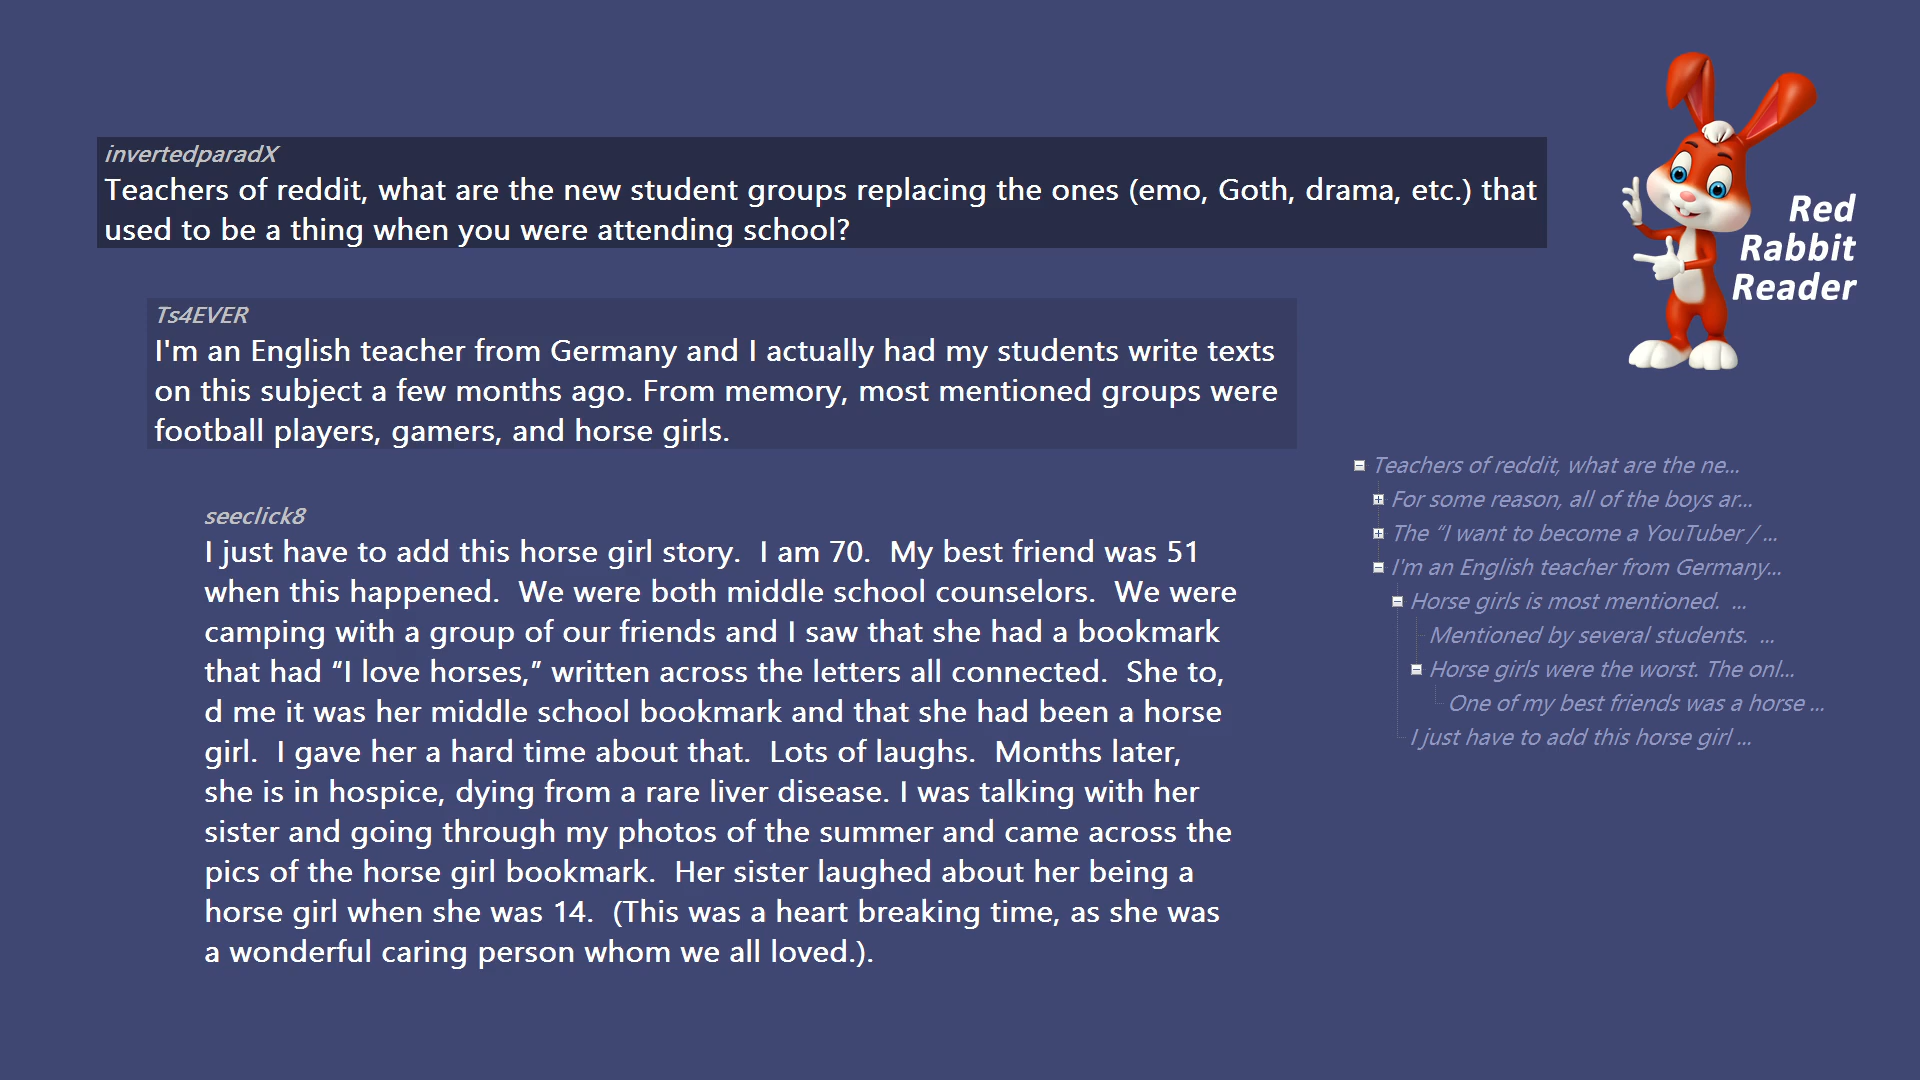 invertedparadX
Teachers of reddit, what are the new student groups replacing the ones (emo, Goth, drama, etc.) that
used to be a thing when you were attending school?
Red
Rabbit
Reader
Ts4EVER
I'm an English teacher from Germany and I actually had my students write texts
on this subject a few months ago. From memory, most mentioned groups were
football players, gamers, and horse girls.
seeclick8
I just have to add this horse girl story.  I am 70.  My best friend was 51
when this happened.  We were both middle school counselors.  We were
camping with a group of our friends and I saw that she had a bookmark
that had “I love horses,” written across the letters all connected.  She to,
d me it was her middle school bookmark and that she had been a horse
girl.  I gave her a hard time about that.  Lots of laughs.  Months later,
she is in hospice, dying from a rare liver disease. I was talking with her
sister and going through my photos of the summer and came across the
pics of the horse girl bookmark.  Her sister laughed about her being a
horse girl when she was 14.  (This was a heart breaking time, as she was
a wonderful caring person whom we all loved.).
Teachers of reddit, what are the ne...
For some reason, all of the boys ar...
The “I want to become a YouTuber / ...
I'm an English teacher from Germany...
Horse girls is most mentioned.  ...
Mentioned by several students.  ...
Horse girls were the worst. The onl...
One of my best friends was a horse ...
I just have to add this horse girl ...